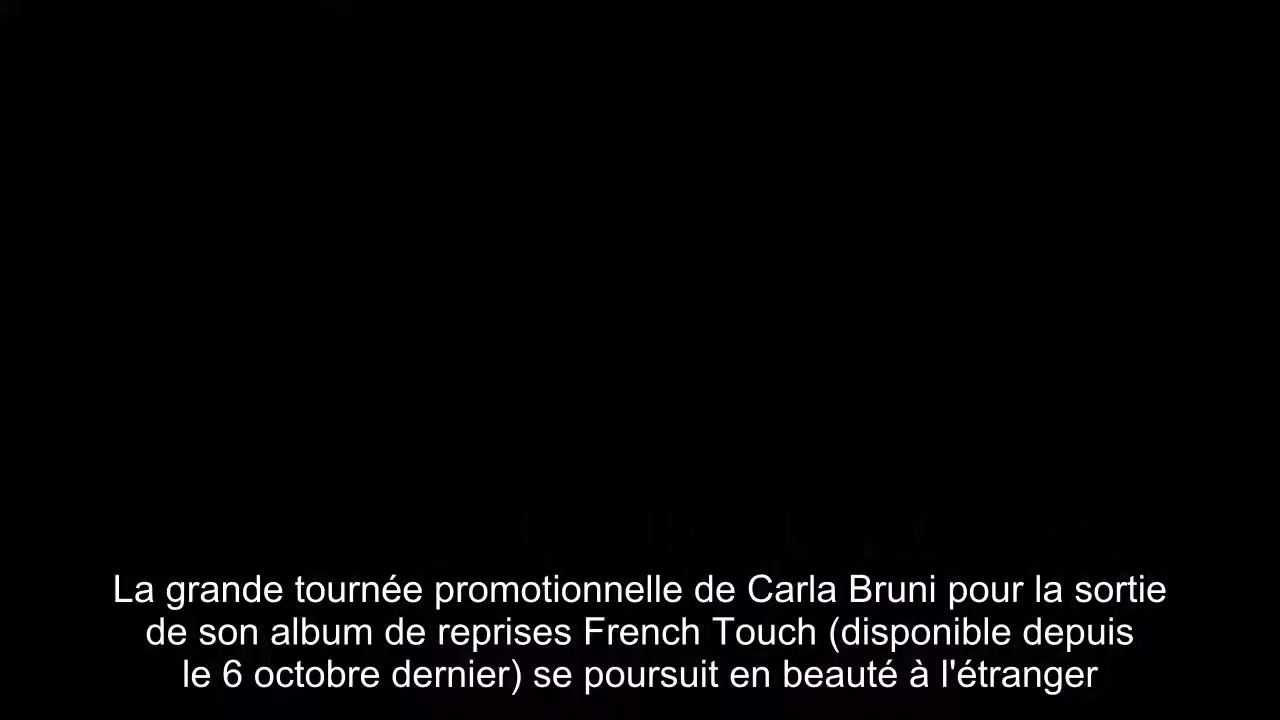 La grande tournée promotionnelle de Carla Bruni pour la sortie
de son album de reprises French Touch (disponible depuis
le 6 octobre dernier) se poursuit en beauté à l'étranger